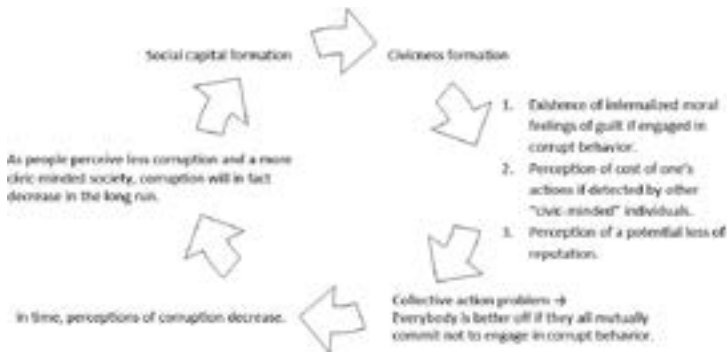 Social capital formation
Civicness formation
1. Existence of internalized moral
feelings of guilt if engaged in
corrupt behavior.
2. Perception of cost of one's
actions if detected by other
"civic-minded" individuals.
3. Perception of a potential loss of
reputation.
Collective action problem →
Everybody is better off if they all mutually
commit not to engage in corrupt behavior.
In time, perceptions of corruption decrease.
As people perceive less corruption and a more
civic-minded society, corruption will in fact
decrease in the long run.